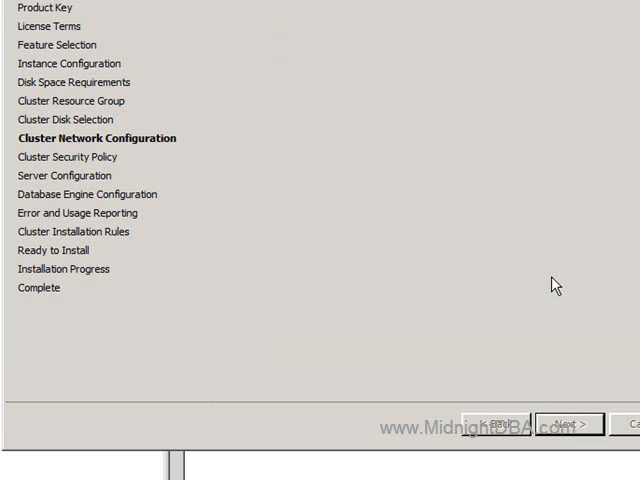 Product Key
License Terms
Feature Selection
Instance Configuration
Disk Space Requirements
Cluster Resource Group
Cluster Disk Selection
Cluster Network Configuration
Cluster Security Policy
Server Configuration
Database Engine Configuration
Error and Usage Reporting
Cluster Installation Rules
Ready to Install
Installation Progress
Complete
< Back Next > Ca
www.MidnightDBA.com